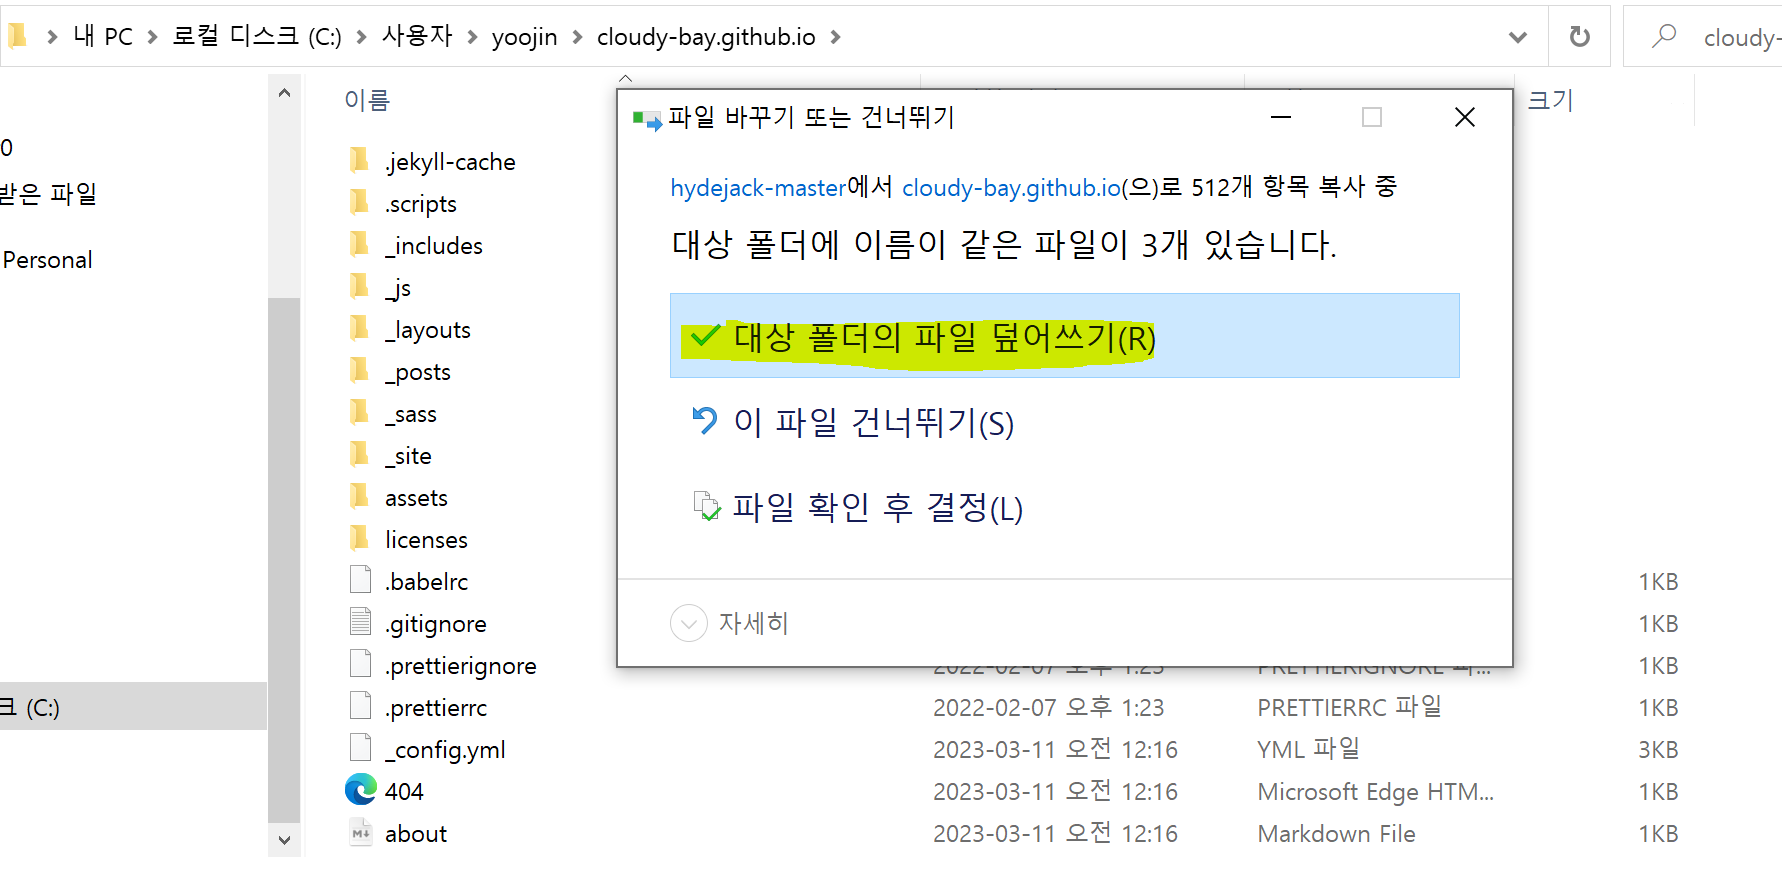 내 PC > 로컬 디스크 (C:) > 사용자 > yoojin > cloudy-bay.github.io >
cloudy-
이름
크기
0
받은 파일
Personal
크 (C:)
.jekyll-cache
.scripts
_includes
_js
_layouts
_posts
_sass
_site
assets
licenses
.babelrc 1KB
.gitignore 1KB
.prettierignore 2022-02-07 오후 1:23 PRETTIERIGNORE 파... 1KB
.prettierrc 2022-02-07 오후 1:23 PRETTIERRC 파일 1KB
_config.yml 2023-03-11 오전 12:16 YML 파일 3KB
404 2023-03-11 오전 12:16 Microsoft Edge HTM... 1KB
about 2023-03-11 오전 12:16 Markdown File 1KB
파일 바꾸기 또는 건너뛰기
hydejack-master에서 cloudy-bay.github.io(으)로 512개 항목 복사 중
대상 폴더에 이름이 같은 파일이 3개 있습니다.
대상 폴더의 파일 덮어쓰기(R)
이 파일 건너뛰기(S)
파일 확인 후 결정(L)
자세히